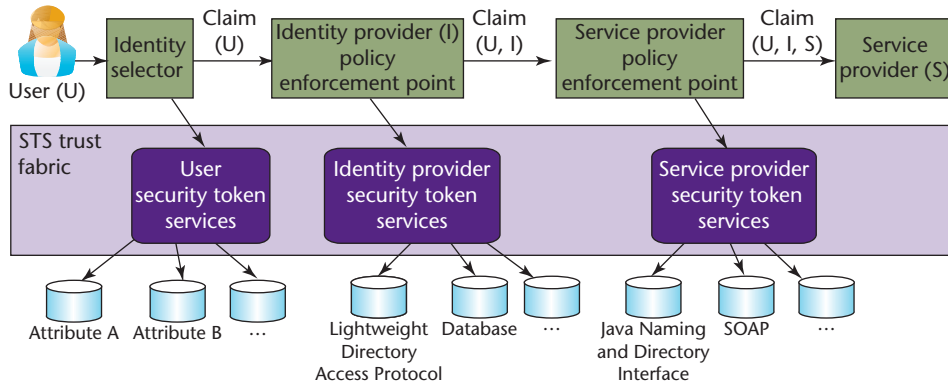 User (U)
Identity
selector
Claim
(U)
Identity provider (I)
policy
enforcement point
Claim
(U, I)
Service provider
policy
enforcement point
Claim
(U, I, S)
Service
provider (S)
STS trust
fabric
User
security token
services
Identity provider
security token
services
Service provider
security token
services
Attribute A
Attribute B
...
Lightweight
Directory
Access Protocol
Database
...
Java Naming
and Directory
Interface
SOAP
...